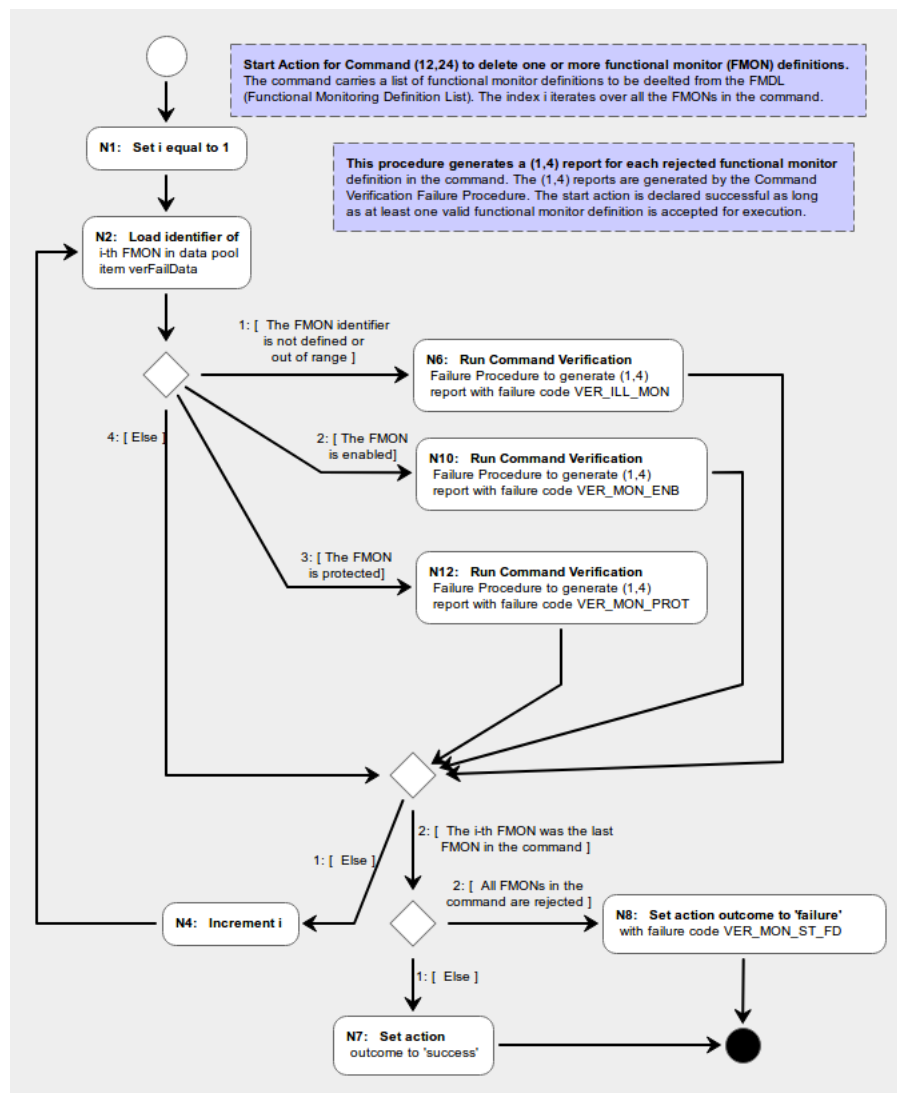 Start Action for Command (12,24) to delete one or more functional monitor (FMON) definitions.
The command carries a list of functional monitor definitions to be deelted from the FMDL
(Functional Monitoring Definition List). The index i iterates over all the FMONs in the command.
N1: Set i equal to 1
This procedure generates a (1,4) report for each rejected functional monitor
definition in the command. The (1,4) reports are generated by the Command
Verification Failure Procedure. The start action is declared successful as long
as at least one valid functional monitor definition is accepted for execution.
N2: Load identifier of
i-th FMON in data pool
item verFailData
1: [ The FMON identifier
is not defined or
out of range ]
N6: Run Command Verification
Failure Procedure to generate (1,4)
report with failure code VER_ILL_MON
4: [ Else ]
2: [ The FMON
is enabled]
N10: Run Command Verification
Failure Procedure to generate (1,4)
report with failure code VER_MON_ENB
3: [ The FMON
is protected]
N12: Run Command Verification
Failure Procedure to generate (1,4)
report with failure code VER_MON_PROT
2: [ The i-th FMON was the last
FMON in the command ]
1: [ Else ]
2: [ All FMONs in the
command are rejected ]
N4: Increment i
N8: Set action outcome to 'failure'
with failure code VER_MON_ST_FD
1: [ Else ]
N7: Set action
outcome to 'success'